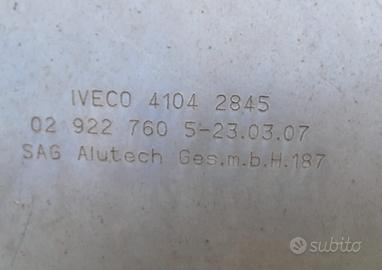 IVECO 4104 2845
02 922 760 5-23.03.07
SAG Alutech Ges.m.b.H.187
subito